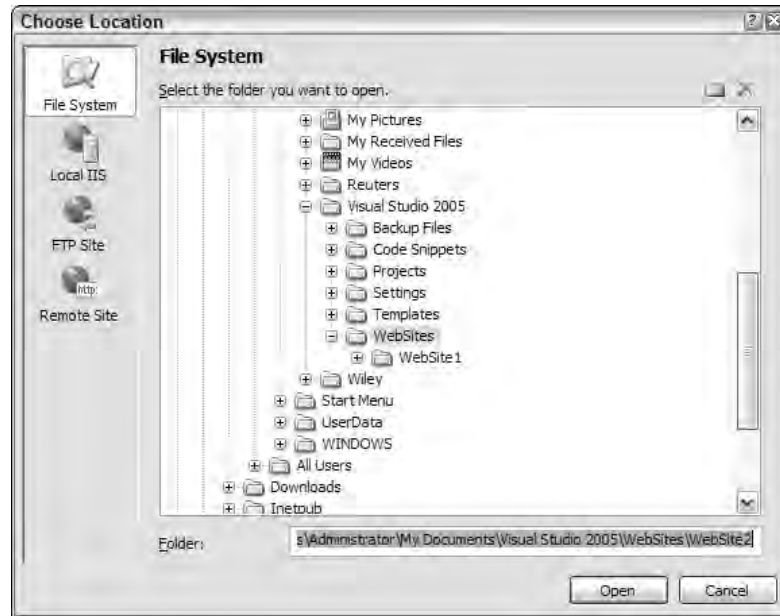 Choose Location
File System
Local IIS
FTP Site
http:
Remote Site
File System
Select the folder you want to open.
My Pictures
My Received Files
My Videos
Reuters
Visual Studio 2005
Backup Files
Code Snippets
Projects
Settings
Templates
WebSites
WebSite1
Wiley
Start Menu
UserData
WINDOWS
All Users
Downloads
Inetpub
Folder:
s\Administrator\My Documents\Visual Studio 2005\WebSites\WebSite2
Open
Cancel